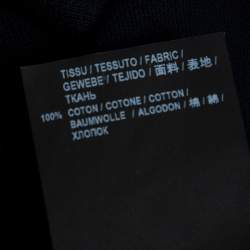 TISSU / TESSUTO / FABRIC /
GEWEBE / TEJIDO / 面料 / 表地 /
ТКАНЬ
100% COTON / COTONE / COTTON /
BAUMWOLLE / ALGODON / 棉 / 綿 /
ХЛОПОК